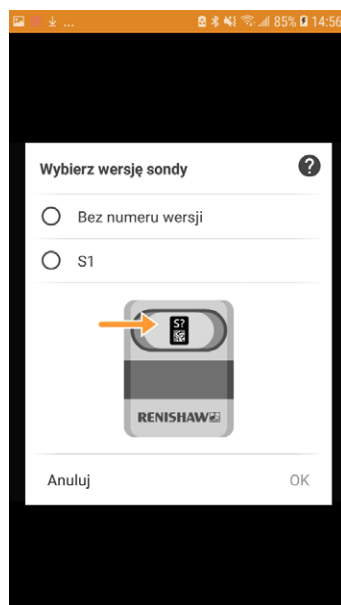 ... 85% 14:56
Wybierz wersję sondy ?
Bez numeru wersji
S1
S?
RENISHAW
Anuluj OK